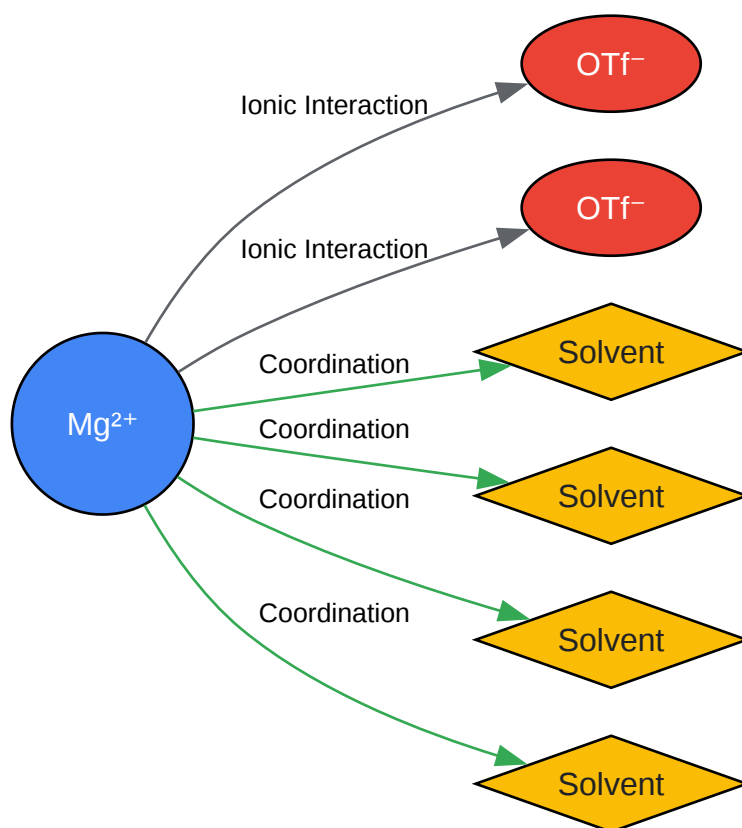 OTf⁻
Ionic Interaction
OTf⁻
Ionic Interaction
Solvent
Coordination
Mg²⁺
Coordination
Solvent
Coordination
Coordination
Solvent
Solvent